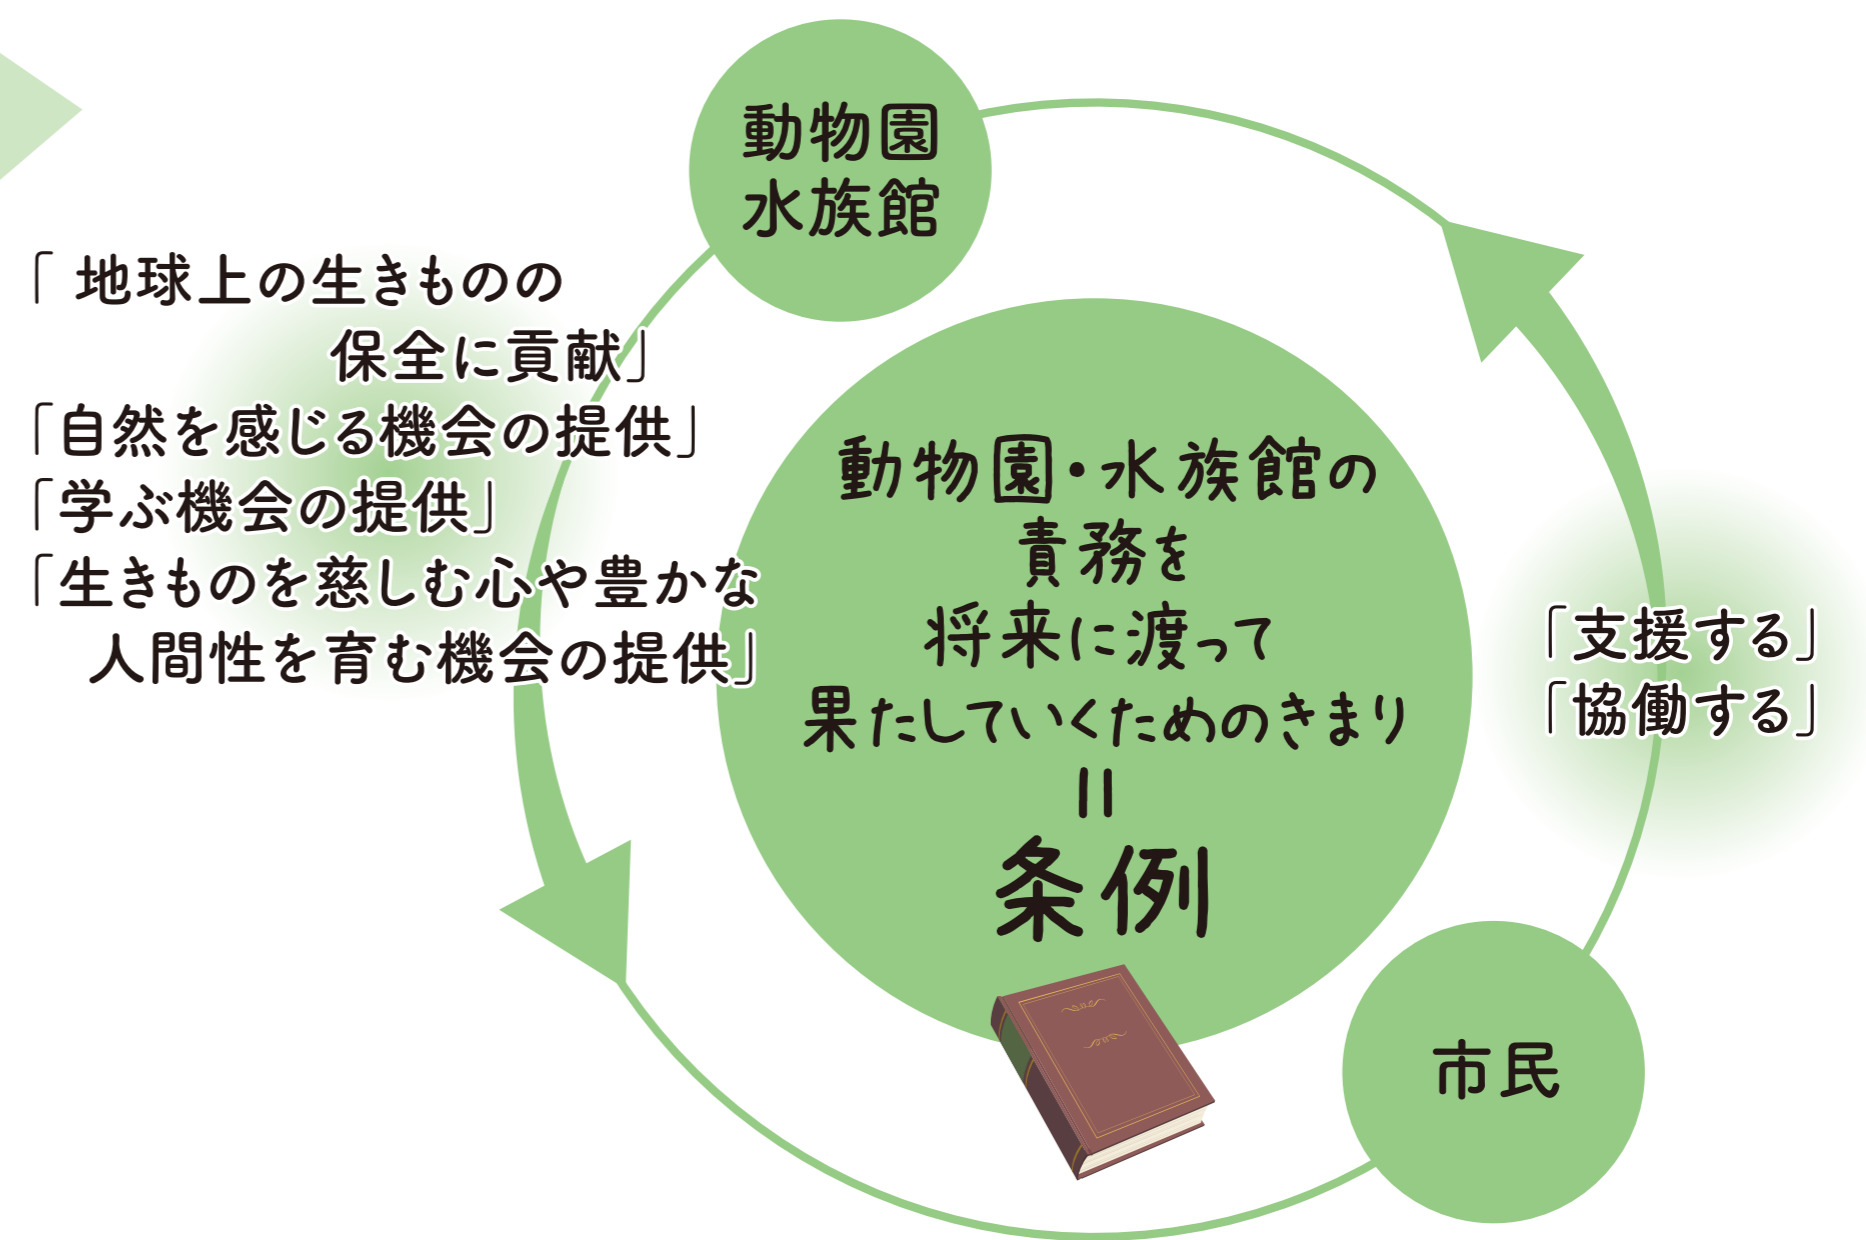 動物園
水族館
「 地球上の生きものの
保全に貢献」
「自然を感じる機会の提供」
「学ぶ機会の提供」
「生きものを慈しむ心や豊かな
人間性を育む機会の提供」
動物園・水族館の
責務を
将来に渡って
果たしていくためのきまり
＝
条例
「支援する」
「協働する」
市民